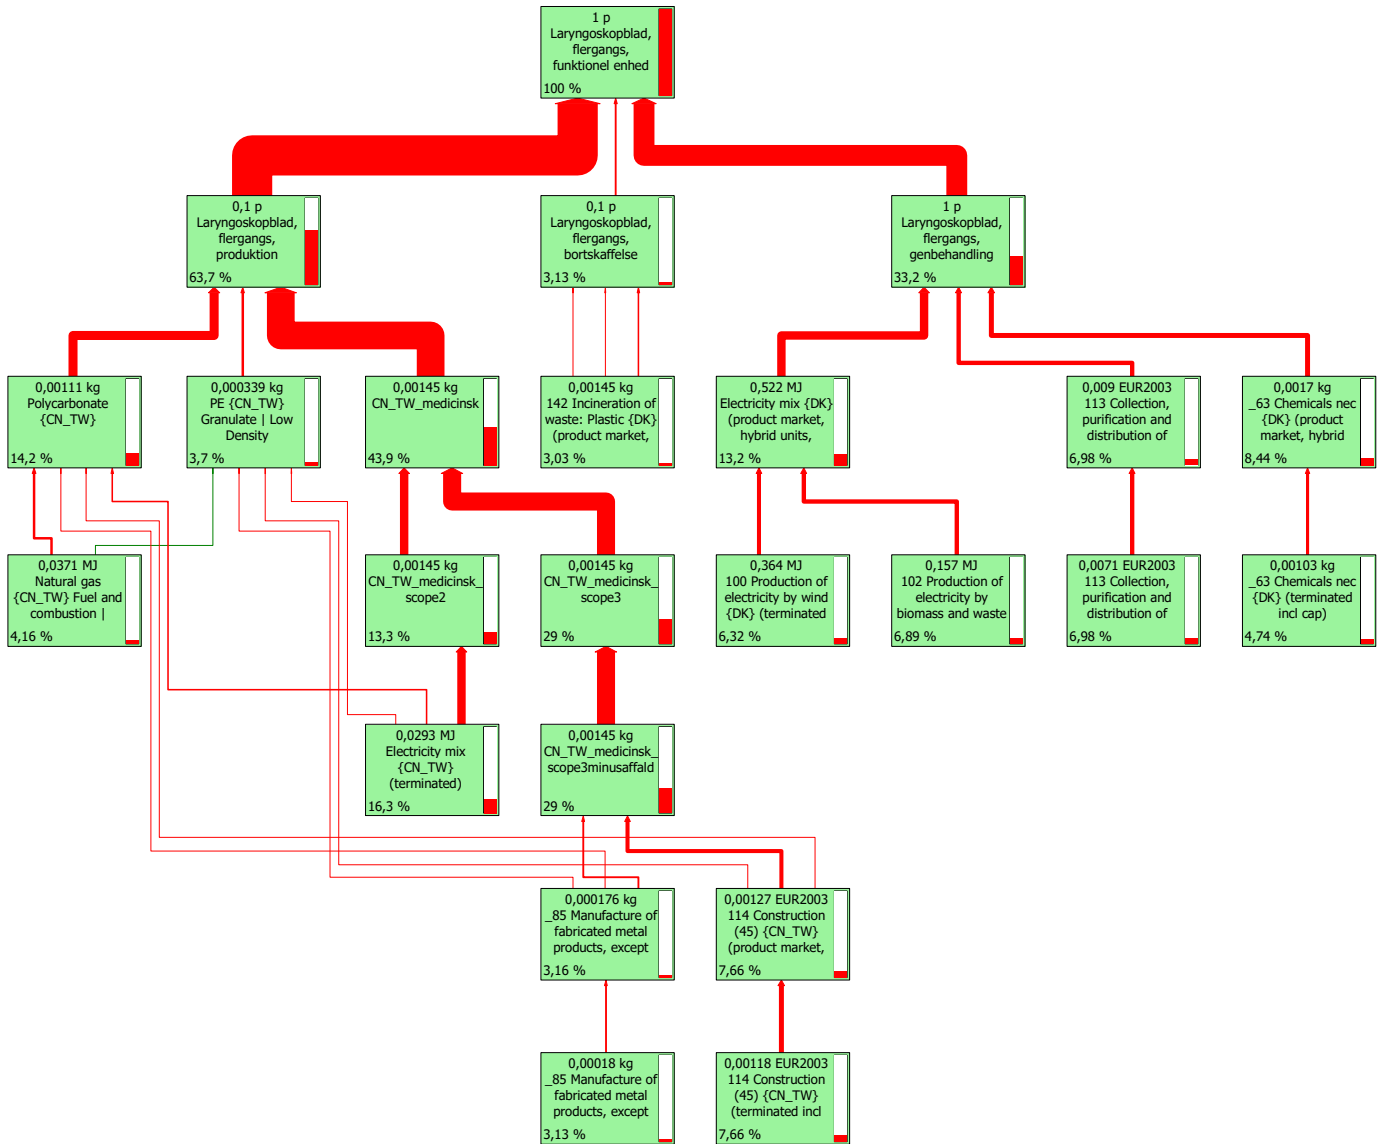 1 p
Laryngoskopblad,
flergangs,
funktionel enhed
100 %
0,1 p
Laryngoskopblad,
flergangs,
produktion
63,7 %
0,1 p
Laryngoskopblad,
flergangs,
bortskaffelse
3,13 %
1 p
Laryngoskopblad,
flergangs,
genbehandling
33,2 %
0,00111 kg
Polycarbonate
{CN_TW}
14,2 %
0,000339 kg
PE {CN_TW}
Granulate | Low
Density
3,7 %
0,00145 kg
CN_TW_medicinsk
43,9 %
0,00145 kg
142 Incineration of
waste: Plastic {DK}
(product market,
3,03 %
0,522 MJ
Electricity mix {DK}
(product market,
hybrid units,
13,2 %
0,009 EUR2003
113 Collection,
purification and
distribution of
6,98 %
0,0017 kg
_63 Chemicals nec
{DK} (product
market, hybrid
8,44 %
0,0371 MJ
Natural gas
{CN_TW} Fuel and
combustion |
4,16 %
0,00145 kg
CN_TW_medicinsk_
scope2
13,3 %
0,00145 kg
CN_TW_medicinsk_
scope3
29 %
0,364 MJ
100 Production of
electricity by wind
{DK} (terminated
6,32 %
0,157 MJ
102 Production of
electricity by
biomass and waste
6,89 %
0,0071 EUR2003
113 Collection,
purification and
distribution of
6,98 %
0,00103 kg
_63 Chemicals nec
{DK} (terminated
incl cap)
4,74 %
0,0293 MJ
Electricity mix
{CN_TW}
(terminated)
16,3 %
0,00145 kg
CN_TW_medicinsk_
scope3minusaffald
29 %
0,000176 kg
_85 Manufacture of
fabricated metal
products, except
3,16 %
0,00127 EUR2003
114 Construction
(45) {CN_TW}
(product market,
7,66 %
0,00018 kg
_85 Manufacture of
fabricated metal
products, except
3,13 %
0,00118 EUR2003
114 Construction
(45) {CN_TW}
(terminated incl
7,66 %